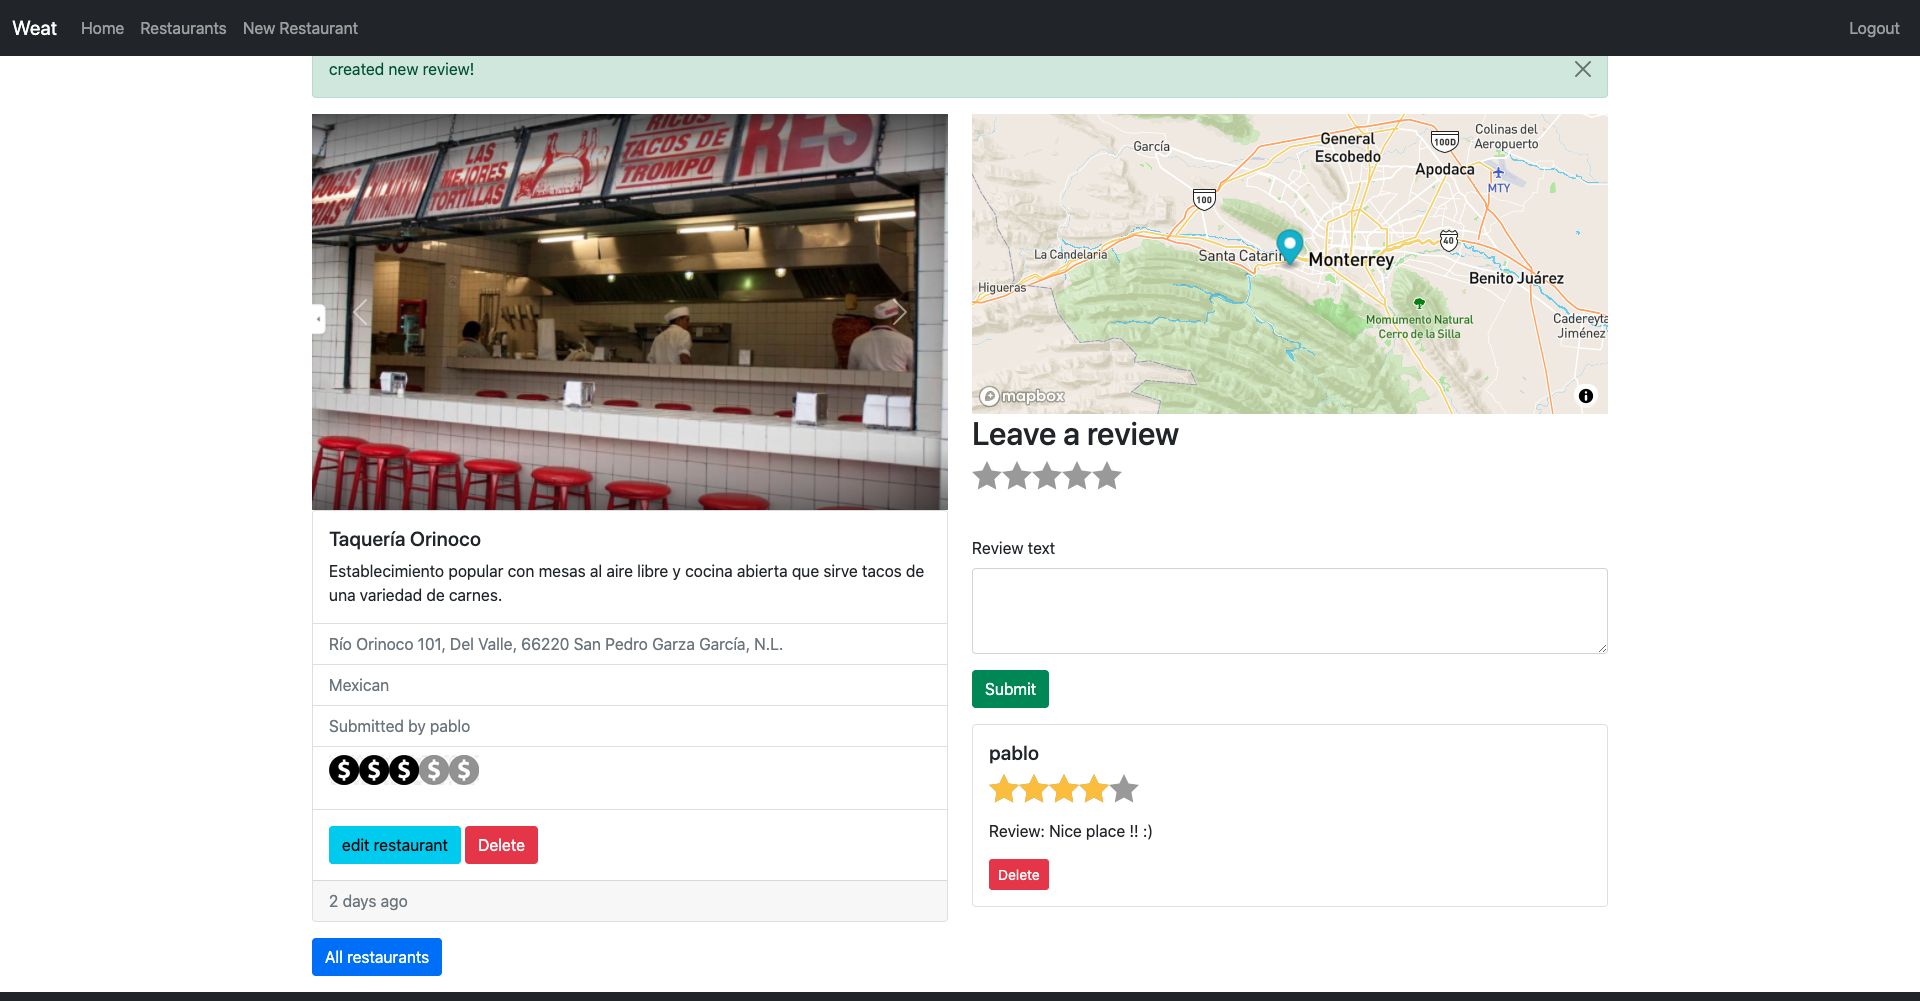 Weat Home Restaurants New Restaurant Logout
created new review!
LAS MEJORES TORTILLAS
RICOS TACOS DE TROMPO
RES
Taquería Orinoco
Establecimiento popular con mesas al aire libre y cocina abierta que sirve tacos de
una variedad de carnes.
Río Orinoco 101, Del Valle, 66220 San Pedro Garza García, N.L.
Mexican
Submitted by pablo
$ $ $ $ $
edit restaurant Delete
2 days ago
All restaurants
García
General
Escobedo
100D
Colinas del
Aeropuerto
Apodaca
MTY
100
40
La Candelaria
Santa Catarin
Monterrey
Benito Juárez
Higueras
Momumento Natural
Cerro de la Silla
Cadereyta
Jiménez
mapbox
Leave a review
Review text
Submit
pablo
Review: Nice place !! :)
Delete